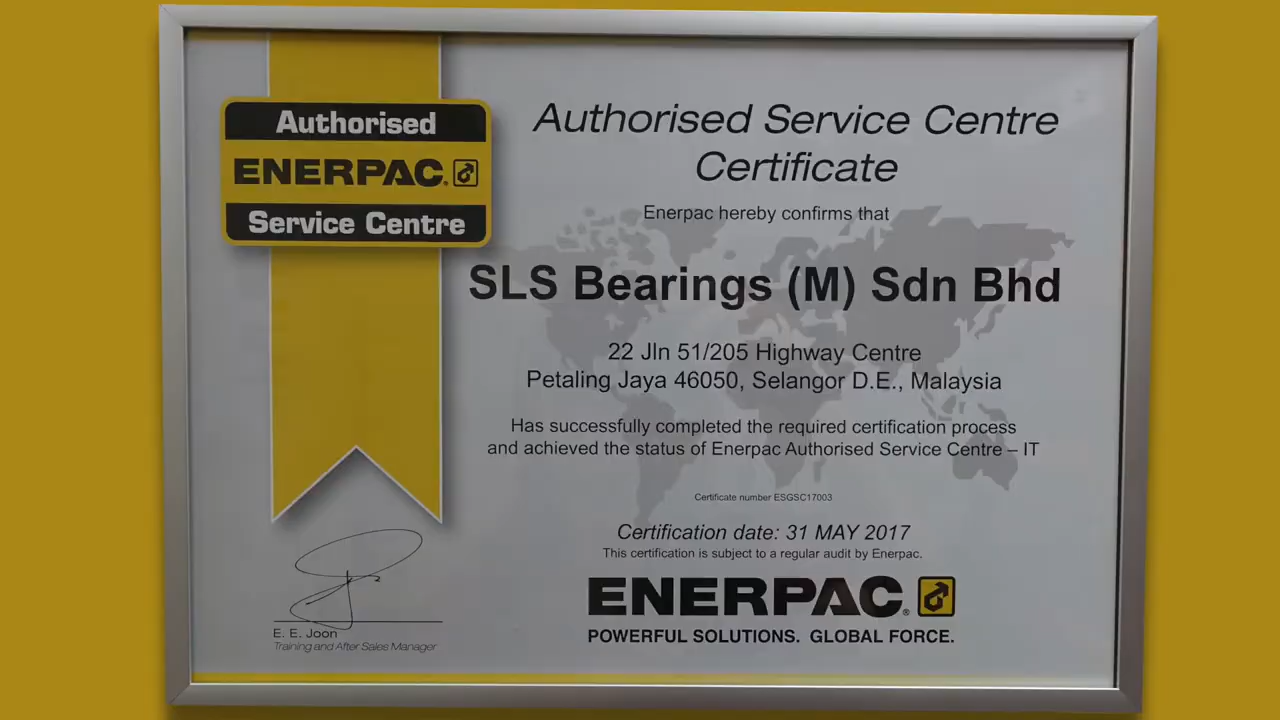 Authorised
ENERPAC.
Service Centre
Authorised Service Centre
Certificate
Enerpac hereby confirms that
SLS Bearings (M) Sdn Bhd
22 Jln 51/205 Highway Centre
Petaling Jaya 46050, Selangor D.E., Malaysia
Has successfully completed the required certification process
and achieved the status of Enerpac Authorised Service Centre – IT
Certificate number ESGSC17003
Certification date: 31 MAY 2017
This certification is subject to a regular audit by Enerpac.
ENERPAC.
POWERFUL SOLUTIONS. GLOBAL FORCE.
E. E. Joon
Training and After Sales Manager